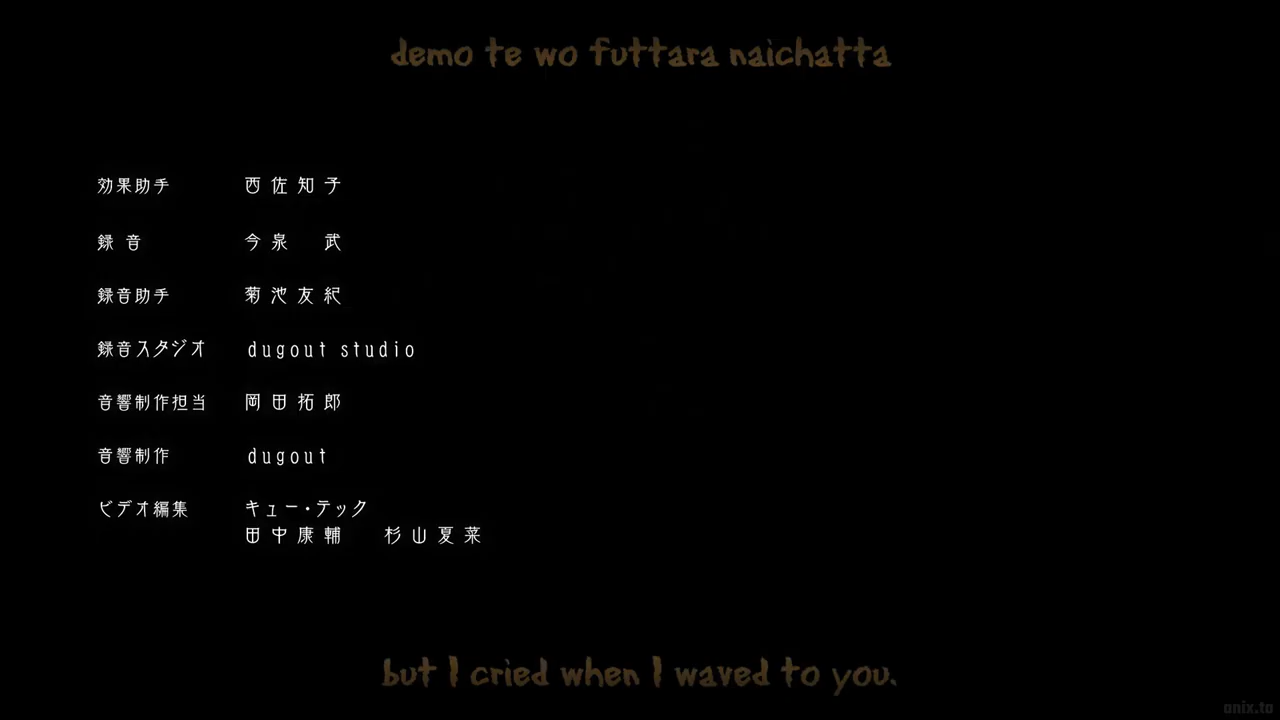 demo te wo futtara naichatta
効果助手 西佐知子
録音 今泉 武
録音助手 菊池友紀
録音スタジオ dugout studio
音響制作担当 岡田拓郎
音響制作 dugout
ビデオ編集 キュー・テック
田中康輔 杉山夏菜
but I cried when I waved to you.
anix.to